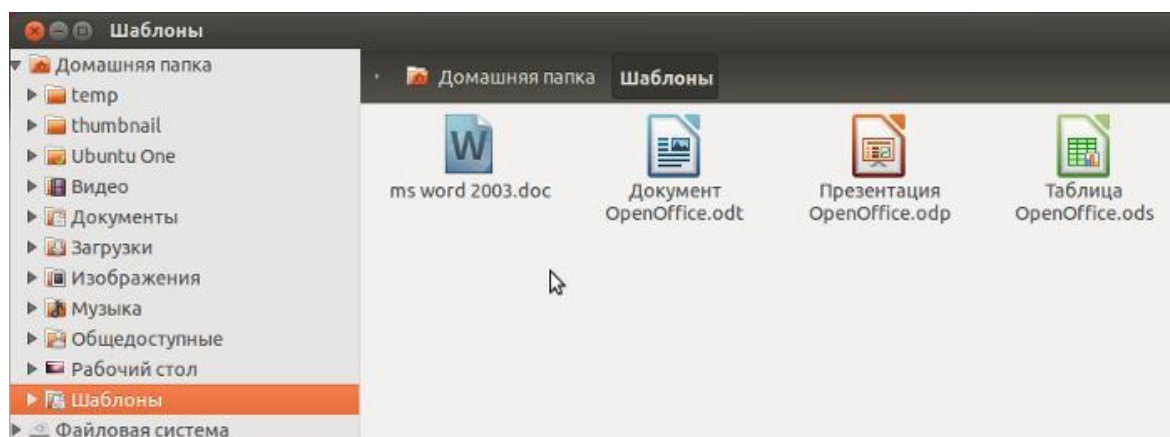 Шаблоны
Домашняя папка
temp
thumbnail
Ubuntu One
Видео
Документы
Загрузки
Изображения
Музыка
Общедоступные
Рабочий стол
Шаблоны
Файловая система
Домашняя папка Шаблоны
W
ms word 2003.doc
Документ
OpenOffice.odt
Презентация
OpenOffice.odp
Таблица
OpenOffice.ods